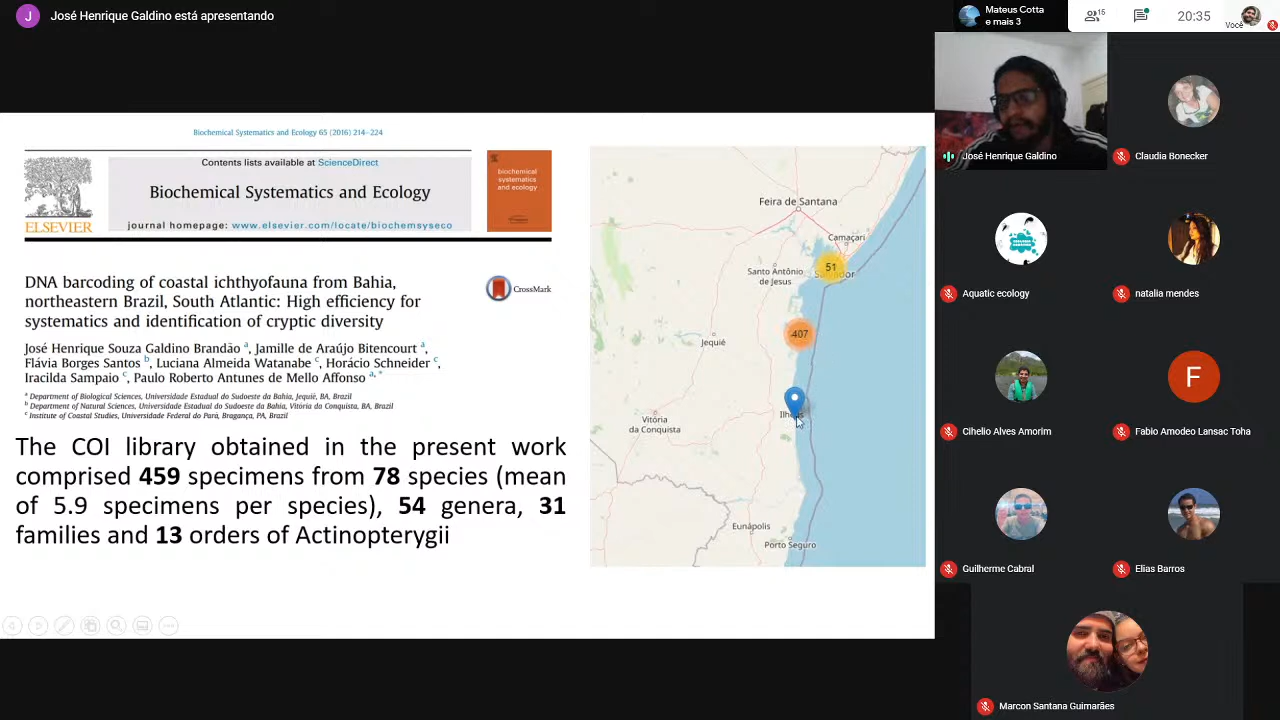 José Henrique Galdino está apresentando
Mateus Cotta
e mais 3
15
20:35
Você
Biochemical Systematics and Ecology 65 (2016) 214–224
Contents lists available at ScienceDirect
Biochemical Systematics and Ecology
journal homepage: www.elsevier.com/locate/biochemsyseco
ELSEVIER
biochemical
systematics
and ecology
DNA barcoding of coastal ichthyofauna from Bahia,
northeastern Brazil, South Atlantic: High efficiency for
systematics and identification of cryptic diversity
CrossMark
José Henrique Souza Galdino Brandão a, Jamille de Araújo Bitencourt a,
Flávia Borges Santos b, Luciana Almeida Watanabe c, Horácio Schneider c,
Iracilda Sampaio c, Paulo Roberto Antunes de Mello Affonso a, *
a Department of Biological Sciences, Universidade Estadual do Sudoeste da Bahia, Jequié, BA, Brazil
b Department of Natural Sciences, Universidade Estadual do Sudoeste da Bahia, Vitória da Conquista, BA, Brazil
c Institute of Coastal Studies, Universidade Federal do Pará, Bragança, PA, Brazil
The COI library obtained in the present work
comprised 459 specimens from 78 species (mean
of 5.9 specimens per species), 54 genera, 31
families and 13 orders of Actinopterygii
Feira de Santana
Camaçari
51
Salvador
Santo Antônio
de Jesus
407
Jequié
Ilhéus
Vitória
da Conquista
Eunápolis
Porto Seguro
José Henrique Galdino
Claudia Bonecker
Aquatic ecology
natalia mendes
F
Cihelio Alves Amorim
Fabio Amodeo Lansac Toha
Guilherme Cabral
Elias Barros
Marcon Santana Guimarães